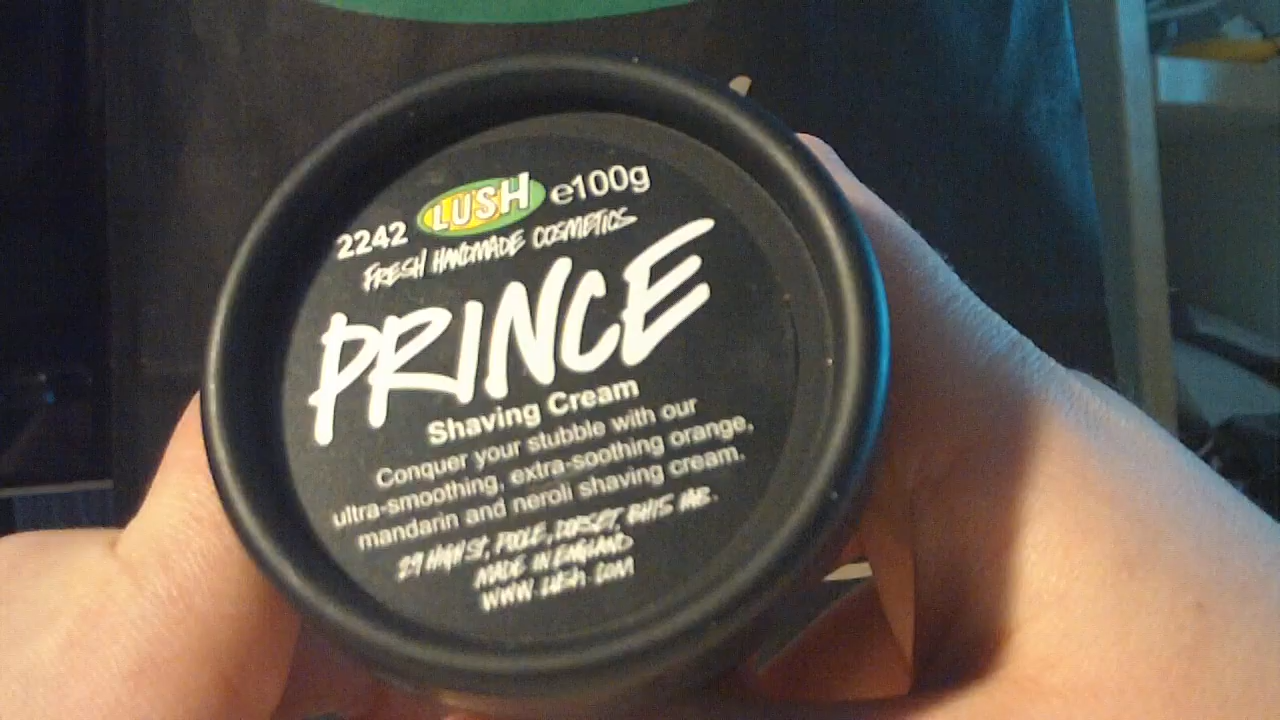 2242 LUSH e100g
FRESH HANDMADE COSMETICS
PRINCE
Shaving Cream
Conquer your stubble with our
ultra-smoothing, extra-soothing orange,
mandarin and neroli shaving cream.
29 HIGH ST, POOLE, DORSET, BH15 1AB.
MADE IN ENGLAND
WWW.LUSH.COM